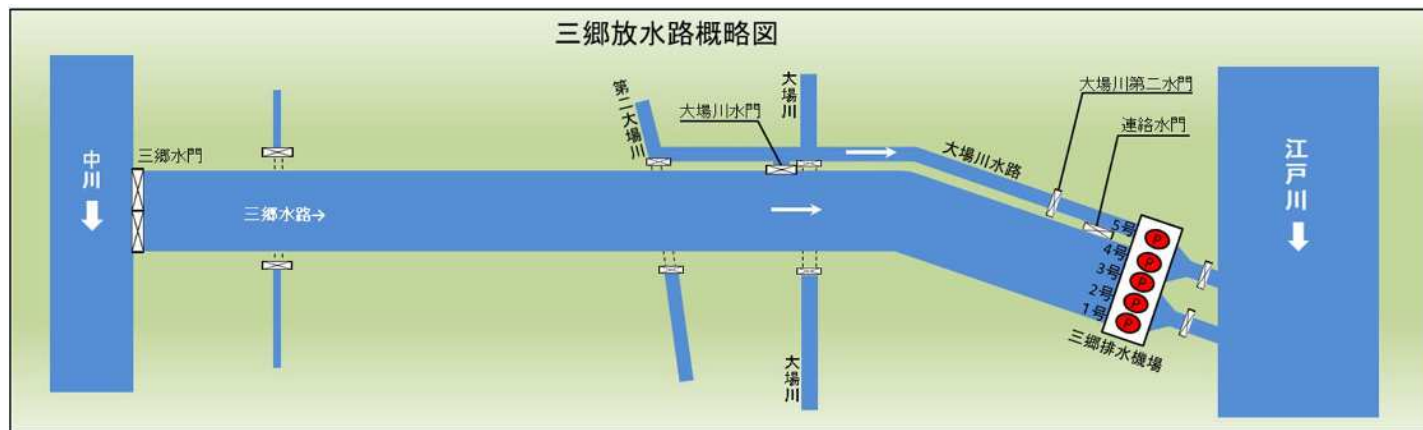 三郷放水路概略図
中川
三郷水門
三郷水路→
第二大場川
大場川水門
大場川
大場川
大場川水路
大場川第二水門
連絡水門
5号
4号
3号
2号
1号
P
P
P
P
P
三郷排水機場
江戸川